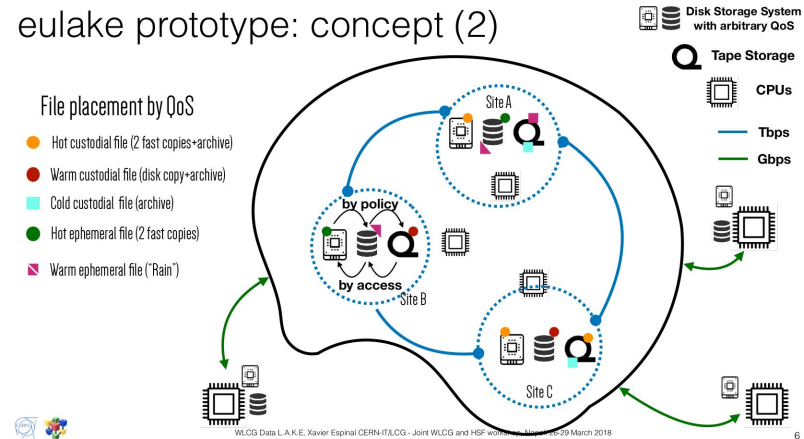 eulake prototype: concept (2)
Disk Storage System
with arbitrary QoS
Tape Storage
CPUs
Tbps
Gbps
File placement by QoS
Hot custodial file (2 fast copies+archive)
Warm custodial file (disk copy+archive)
Cold custodial file (archive)
Hot ephemeral file (2 fast copies)
Warm ephemeral file ("Rain")
Site A
by policy
by access
Site B
Site C
WLCG Data L.A.K.E, Xavier Espinal CERN-IT/LCG - Joint WLCG and HSF workshop, Napoli 26-29 March 2018
6